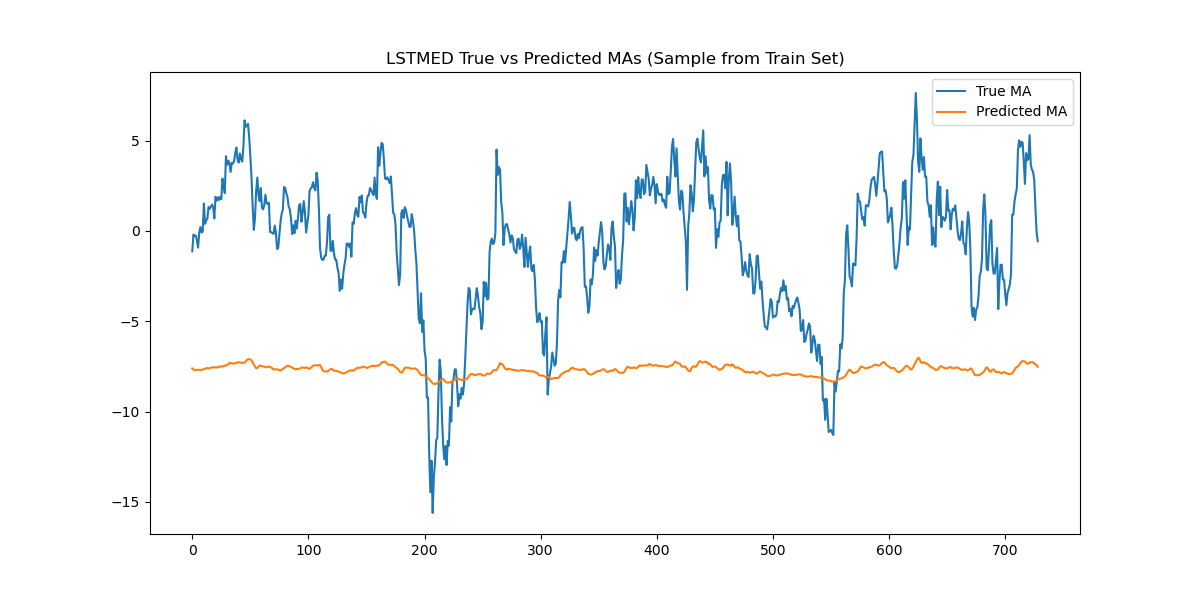 LSTMED True vs Predicted MAs (Sample from Train Set)
True MA
Predicted MA
5
0
−5
−10
−15
0 100 200 300 400 500 600 700